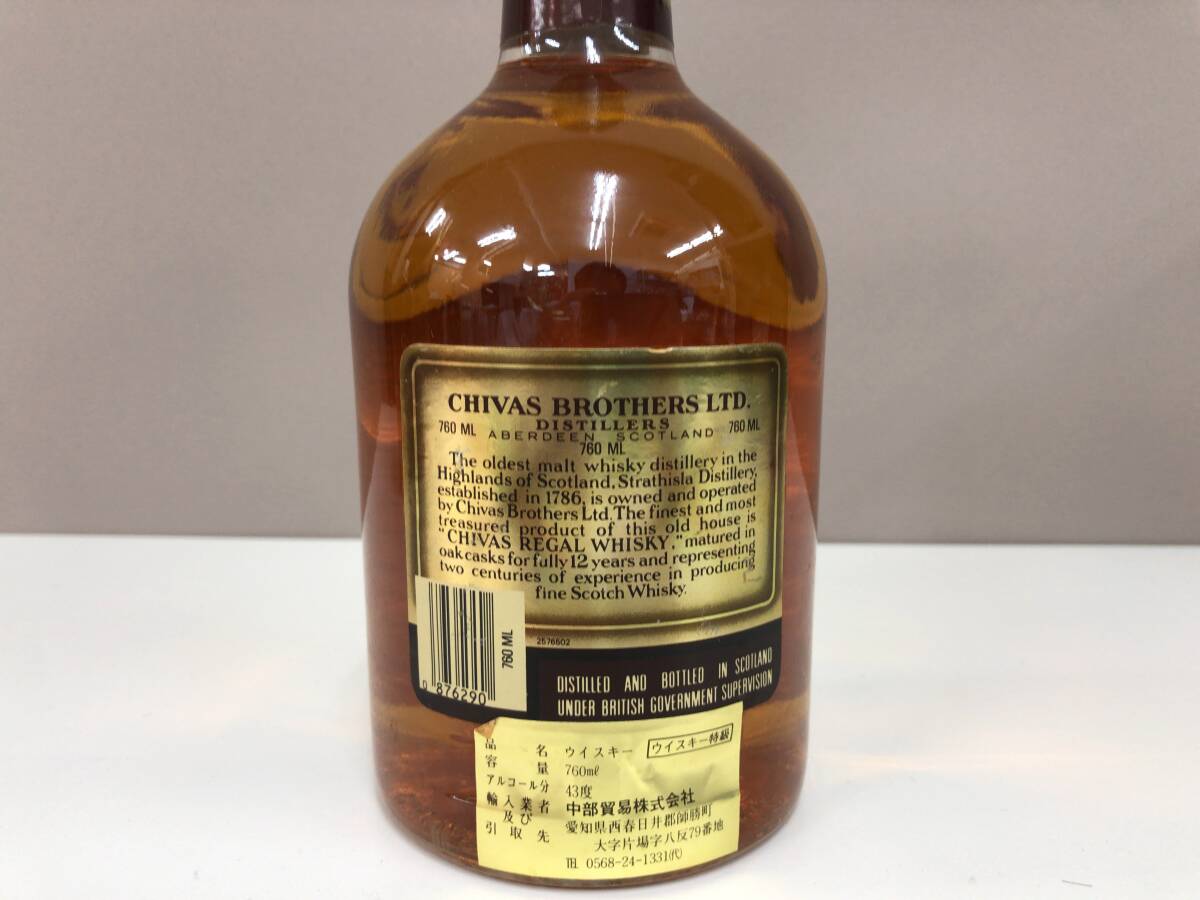 CHIVAS BROTHERS LTD.
DISTILLERS
760 ML ABERDEEN SCOTLAND 760 ML
760 ML
The oldest malt whisky distillery in the
Highlands of Scotland, Strathisla Distillery,
established in 1786, is owned and operated
by Chivas Brothers Ltd. The finest and most
treasured product of this old house is
"CHIVAS REGAL WHISKY," matured in
oak casks for fully 12 years and representing
two centuries of experience in producing
fine Scotch Whisky.
760 ML
0 876290
2576502
DISTILLED AND BOTTLED IN SCOTLAND
UNDER BRITISH GOVERNMENT SUPERVISION
品名 ウイスキー ウイスキー特級
容量 760mℓ
アルコール分 43度
輸入業者 中部貿易株式会社
及び 愛知県西春日井郡師勝町
引取先 大字片場字八反79番地
TEL 0568-24-1331(代)